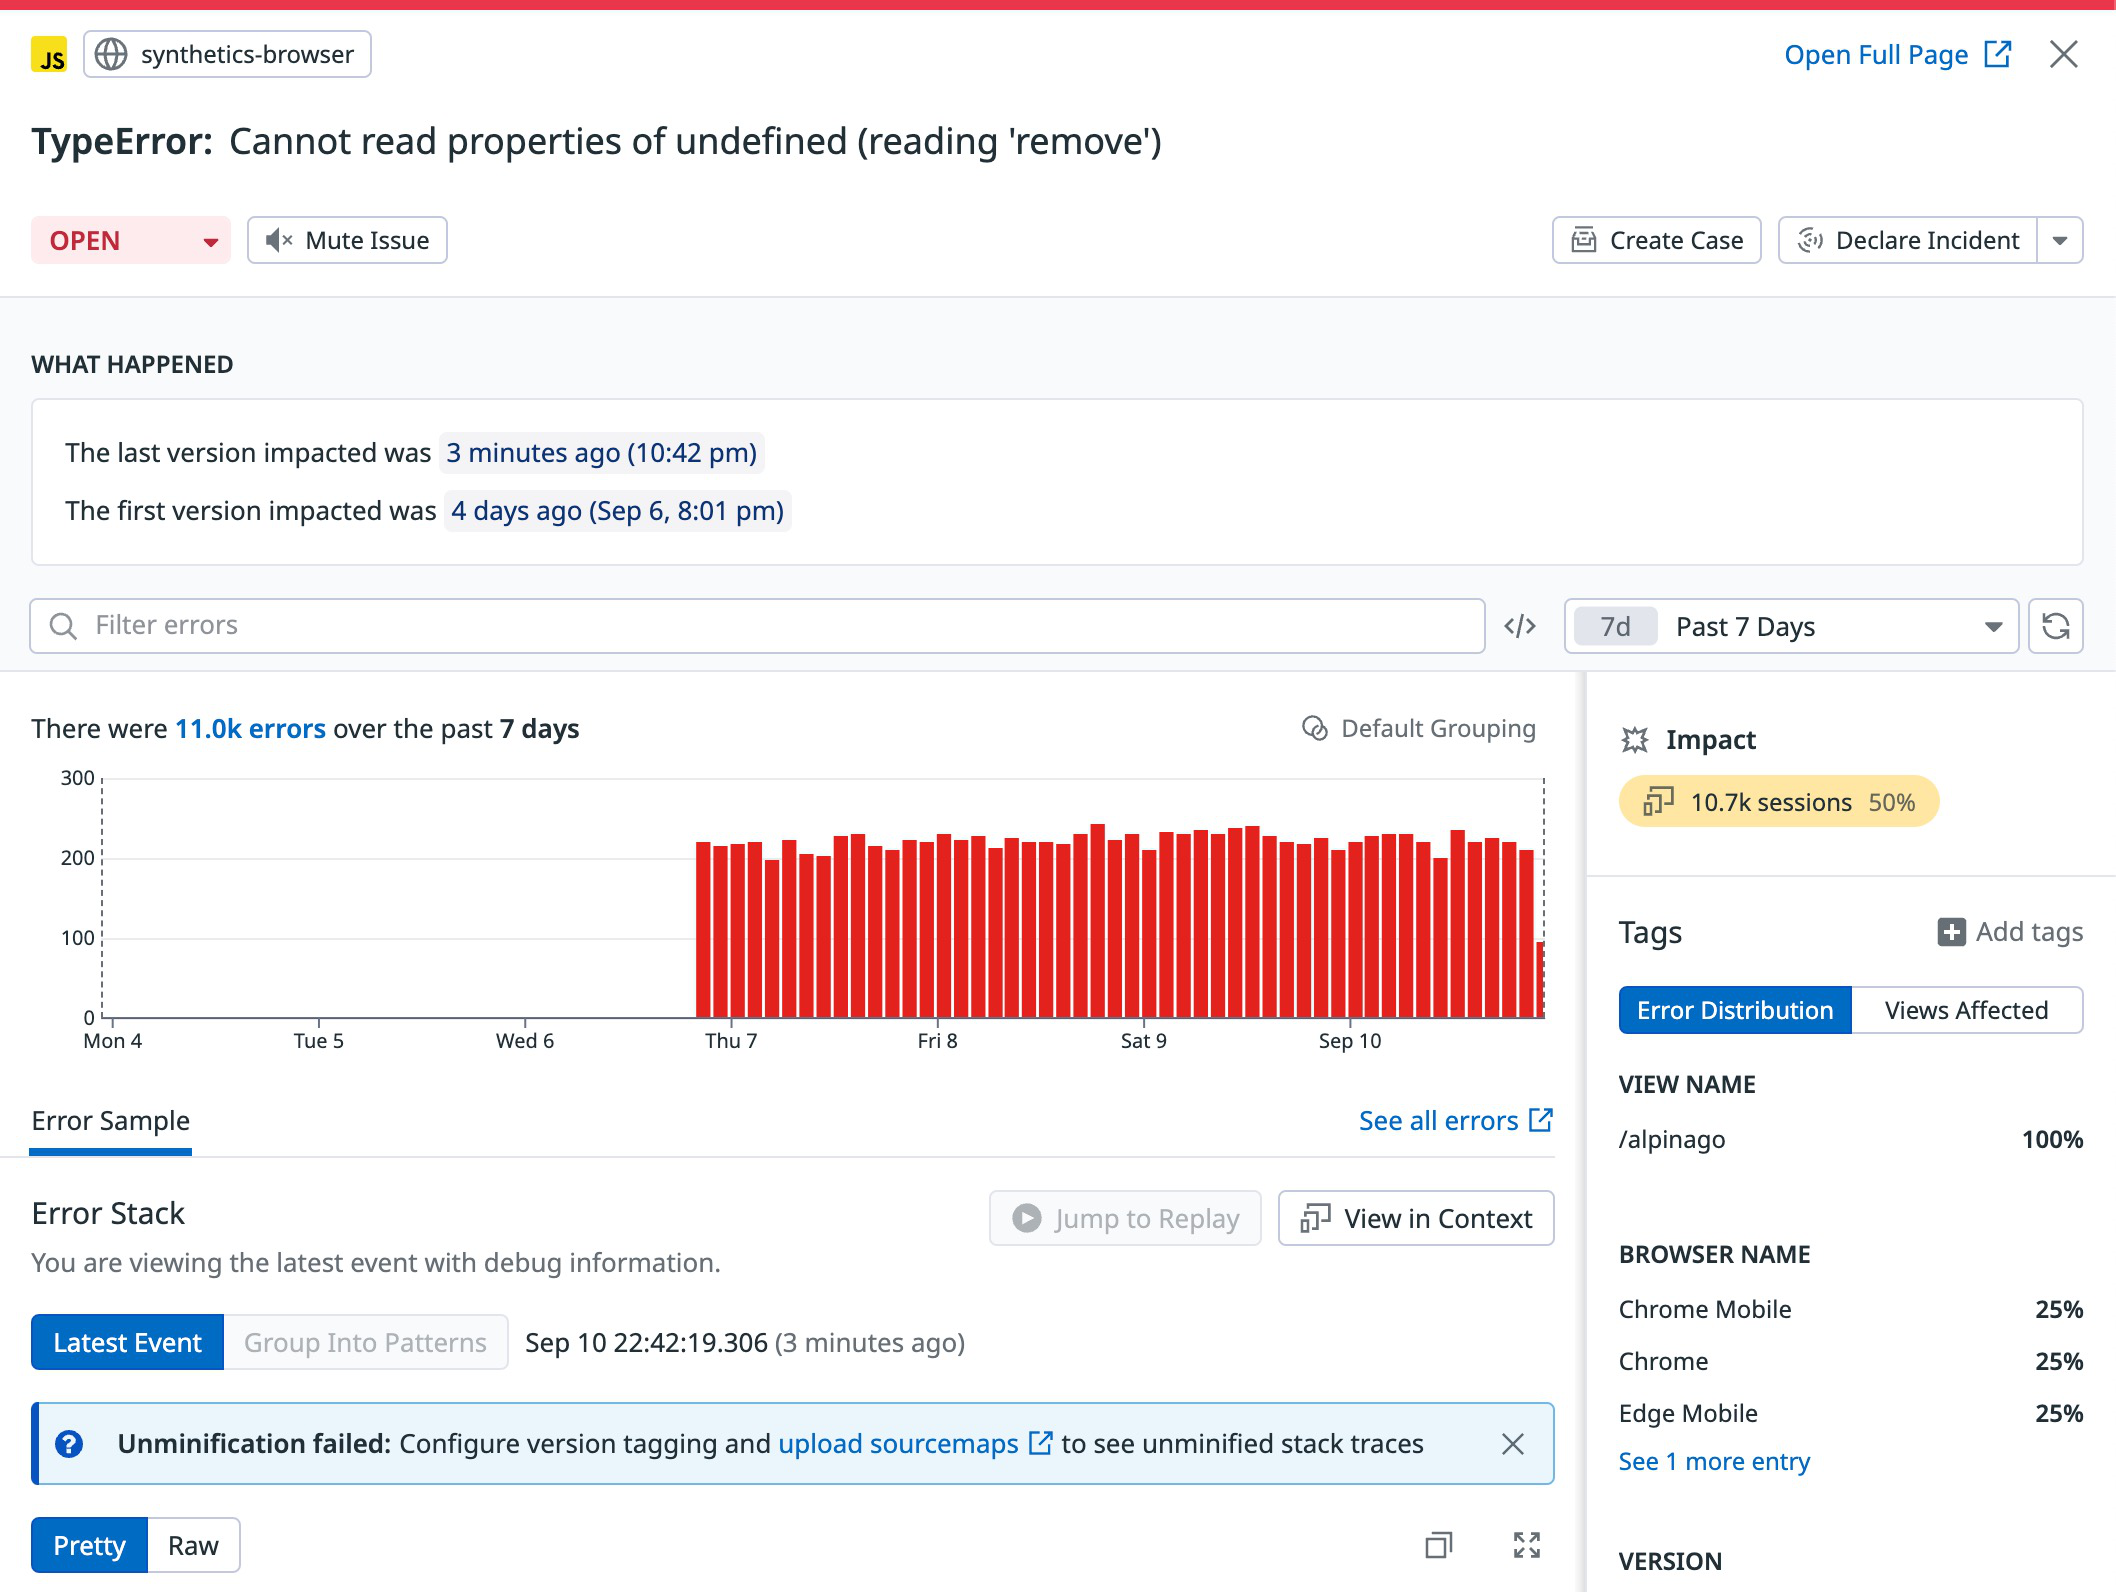 JS synthetics-browser Open Full Page
TypeError: Cannot read properties of undefined (reading 'remove')
OPEN Mute Issue Create Case Declare Incident
WHAT HAPPENED
The last version impacted was 3 minutes ago (10:42 pm)
The first version impacted was 4 days ago (Sep 6, 8:01 pm)
Filter errors </> 7d Past 7 Days
There were 11.0k errors over the past 7 days Default Grouping
300
200
100
0
Mon 4 Tue 5 Wed 6 Thu 7 Fri 8 Sat 9 Sep 10
Error Sample See all errors
Error Stack Jump to Replay View in Context
You are viewing the latest event with debug information.
Latest Event Group Into Patterns Sep 10 22:42:19.306 (3 minutes ago)
Unminification failed: Configure version tagging and upload sourcemaps to see unminified stack traces
Pretty Raw
Impact
10.7k sessions 50%
Tags Add tags
Error Distribution Views Affected
VIEW NAME
/alpinago 100%
BROWSER NAME
Chrome Mobile 25%
Chrome 25%
Edge Mobile 25%
See 1 more entry
VERSION